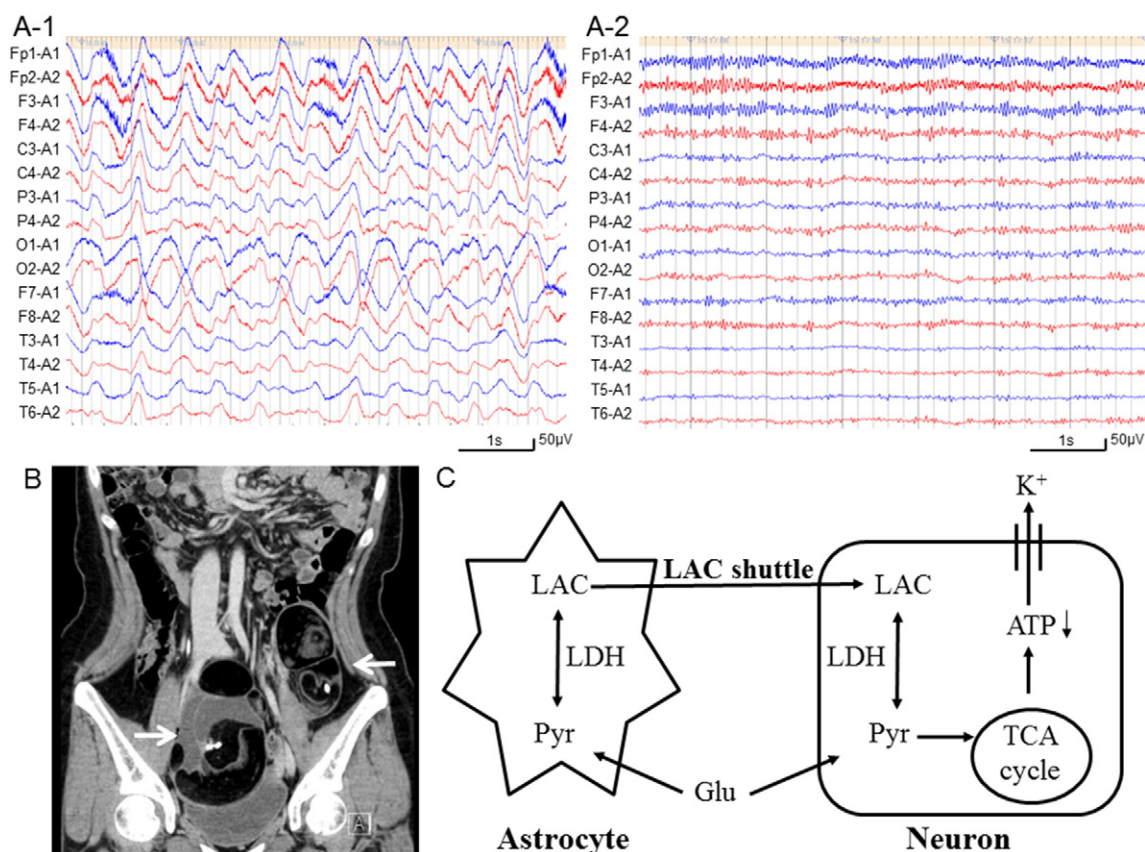 A-1
Fp1-A1
Fp2-A2
F3-A1
F4-A2
C3-A1
C4-A2
P3-A1
P4-A2
O1-A1
O2-A2
F7-A1
F8-A2
T3-A1
T4-A2
T5-A1
T6-A2
1s 50μV
A-2
Fp1-A1
Fp2-A2
F3-A1
F4-A2
C3-A1
C4-A2
P3-A1
P4-A2
O1-A1
O2-A2
F7-A1
F8-A2
T3-A1
T4-A2
T5-A1
T6-A2
1s 50μV
B
A
C
K+
LAC LAC shuttle LAC
ATP↓
LDH LDH
Pyr Pyr TCA
cycle
Glu
Astrocyte Neuron